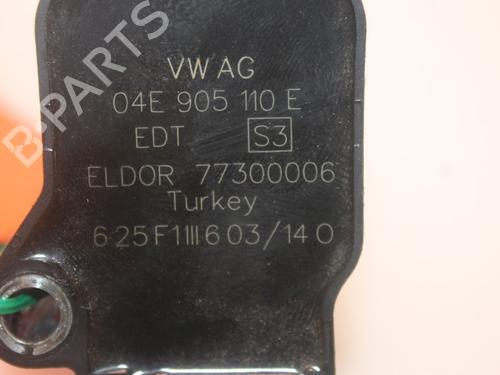 VW AG
04E 905 110 E
EDT S3
ELDOR 77300006
Turkey
625F1III603/140
B-PARTS